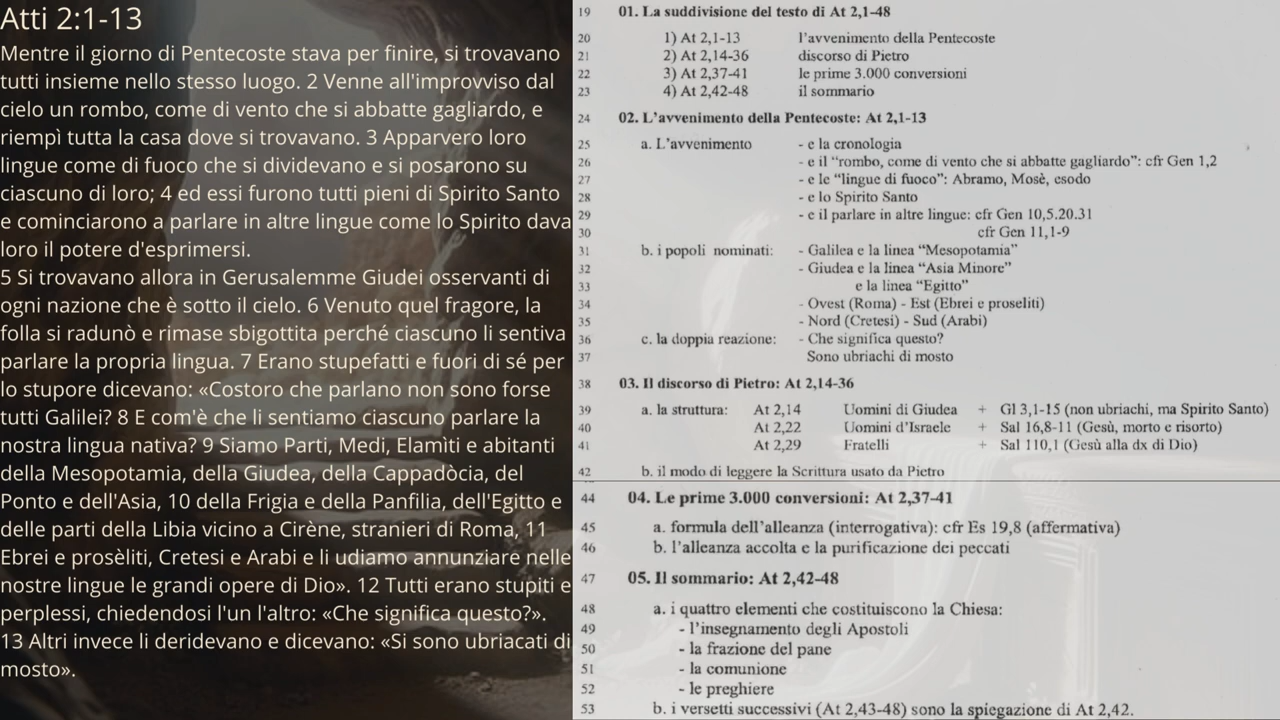 Atti 2:1-13
Mentre il giorno di Pentecoste stava per finire, si trovavano
tutti insieme nello stesso luogo. 2 Venne all'improvviso dal
cielo un rombo, come di vento che si abbatte gagliardo, e
riempì tutta la casa dove si trovavano. 3 Apparvero loro
lingue come di fuoco che si dividevano e si posarono su
ciascuno di loro; 4 ed essi furono tutti pieni di Spirito Santo
e cominciarono a parlare in altre lingue come lo Spirito dava
loro il potere d'esprimersi.
5 Si trovavano allora in Gerusalemme Giudei osservanti di
ogni nazione che è sotto il cielo. 6 Venuto quel fragore, la
folla si radunò e rimase sbigottita perché ciascuno li sentiva
parlare la propria lingua. 7 Erano stupefatti e fuori di sé per
lo stupore dicevano: «Costoro che parlano non sono forse
tutti Galilei? 8 E com'è che li sentiamo ciascuno parlare la
nostra lingua nativa? 9 Siamo Parti, Medi, Elamìti e abitanti
della Mesopotamia, della Giudea, della Cappadòcia, del
Ponto e dell'Asia, 10 della Frigia e della Panfilia, dell'Egitto e
delle parti della Libia vicino a Cirène, stranieri di Roma, 11
Ebrei e prosèliti, Cretesi e Arabi e li udiamo annunziare nelle
nostre lingue le grandi opere di Dio». 12 Tutti erano stupiti e
perplessi, chiedendosi l'un l'altro: «Che significa questo?».
13 Altri invece li deridevano e dicevano: «Si sono ubriacati di
mosto».
19 01. La suddivisione del testo di At 2,1-48
20 1) At 2,1-13 l'avvenimento della Pentecoste
21 2) At 2,14-36 discorso di Pietro
22 3) At 2,37-41 le prime 3.000 conversioni
23 4) At 2,42-48 il sommario
24 02. L'avvenimento della Pentecoste: At 2,1-13
25 a. L'avvenimento - e la cronologia
26 - e il "rombo, come di vento che si abbatte gagliardo": cfr Gen 1,2
27 - e le "lingue di fuoco": Abramo, Mosè, esodo
28 - e lo Spirito Santo
29 - e il parlare in altre lingue: cfr Gen 10,5.20.31
30 cfr Gen 11,1-9
31 b. i popoli nominati: - Galilea e la linea "Mesopotamia"
32 - Giudea e la linea "Asia Minore"
33 e la linea "Egitto"
34 - Ovest (Roma) - Est (Ebrei e proseliti)
35 - Nord (Cretesi) - Sud (Arabi)
36 c. la doppia reazione: - Che significa questo?
37 Sono ubriachi di mosto
38 03. Il discorso di Pietro: At 2,14-36
39 a. la struttura: At 2,14 Uomini di Giudea + Gl 3,1-15 (non ubriachi, ma Spirito Santo)
40 At 2,22 Uomini d'Israele + Sal 16,8-11 (Gesù, morto e risorto)
41 At 2,29 Fratelli + Sal 110,1 (Gesù alla dx di Dio)
42 b. il modo di leggere la Scrittura usato da Pietro
44 04. Le prime 3.000 conversioni: At 2,37-41
45 a. formula dell'alleanza (interrogativa): cfr Es 19,8 (affermativa)
46 b. l'alleanza accolta e la purificazione dei peccati
47 05. Il sommario: At 2,42-48
48 a. i quattro elementi che costituiscono la Chiesa:
49 - l'insegnamento degli Apostoli
50 - la frazione del pane
51 - la comunione
52 - le preghiere
53 b. i versetti successivi (At 2,43-48) sono la spiegazione di At 2,42.